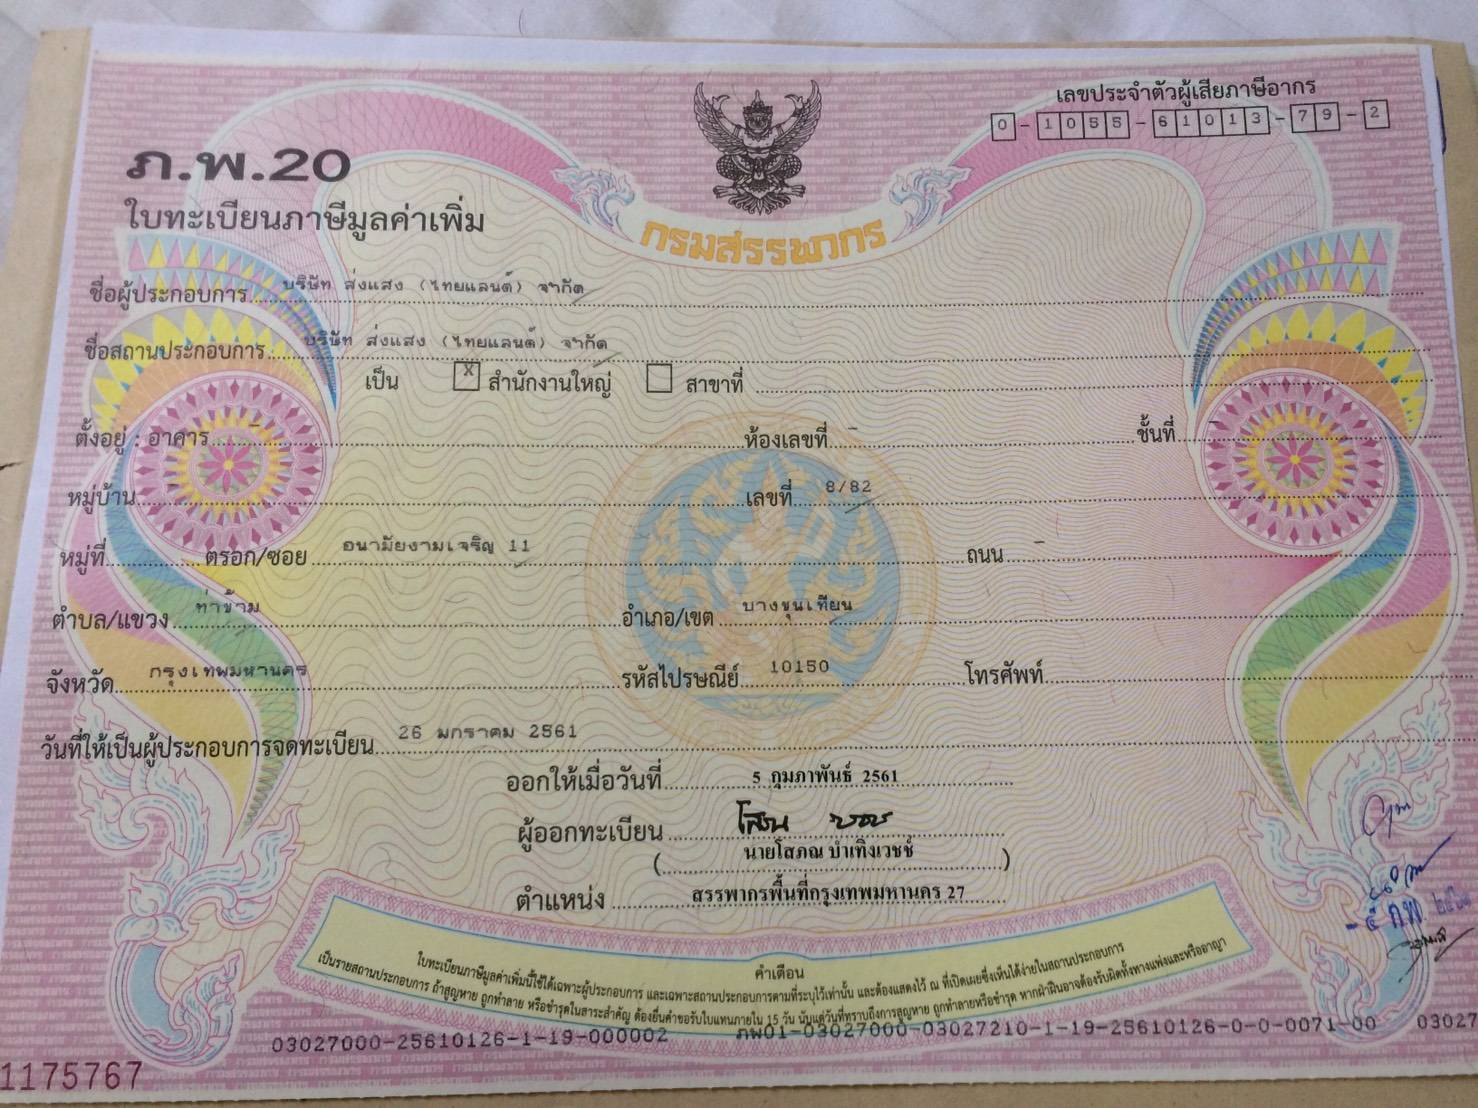 เลขประจำตัวผู้เสียภาษีอากร
0-1055-61013-79-2
ภ.พ.20
ใบทะเบียนภาษีมูลค่าเพิ่ม
กรมสรรพากร
ชื่อผู้ประกอบการ บริษัท ส่งแสง (ไทยแลนด์) จำกัด
ชื่อสถานประกอบการ บริษัท ส่งแสง (ไทยแลนด์) จำกัด
เป็น X สำนักงานใหญ่ สาขาที่
ตั้งอยู่ : อาคาร - ห้องเลขที่ - ชั้นที่ -
หมู่บ้าน - เลขที่ 8/82
หมู่ที่ - ตรอก/ซอย อนามัยงามเจริญ 11 ถนน -
ตำบล/แขวง ท่าข้าม อำเภอ/เขต บางขุนเทียน
จังหวัด กรุงเทพมหานคร รหัสไปรษณีย์ 10150 โทรศัพท์
วันที่ให้เป็นผู้ประกอบการจดทะเบียน 26 มกราคม 2561
ออกให้เมื่อวันที่ 5 กุมภาพันธ์ 2561
ผู้ออกทะเบียน
(นายโสภณ บำเทิงเวชช์)
ตำแหน่ง สรรพากรพื้นที่กรุงเทพมหานคร 27
-๕ ก.พ. ๒๕๖๑
คำเตือน
ใบทะเบียนภาษีมูลค่าเพิ่มนี้ใช้ได้เฉพาะผู้ประกอบการ และเฉพาะสถานประกอบการตามที่ระบุไว้เท่านั้น และต้องแสดงไว้ ณ ที่เปิดเผยซึ่งเห็นได้ง่ายในสถานประกอบการ
เป็นรายสถานประกอบการ ถ้าสูญหาย ถูกทำลาย หรือชำรุดในสาระสำคัญ ต้องยื่นคำขอรับใบแทนภายใน 15 วัน นับแต่วันที่ทราบถึงการสูญหาย ถูกทำลายหรือชำรุด หากฝ่าฝืนอาจต้องรับผิดทั้งทางแพ่งและหรืออาญา
03027000-25610126-1-19-000002 ภพ01-03027000-03027210-1-19-25610126-0-0-0071-00 03027
1175767